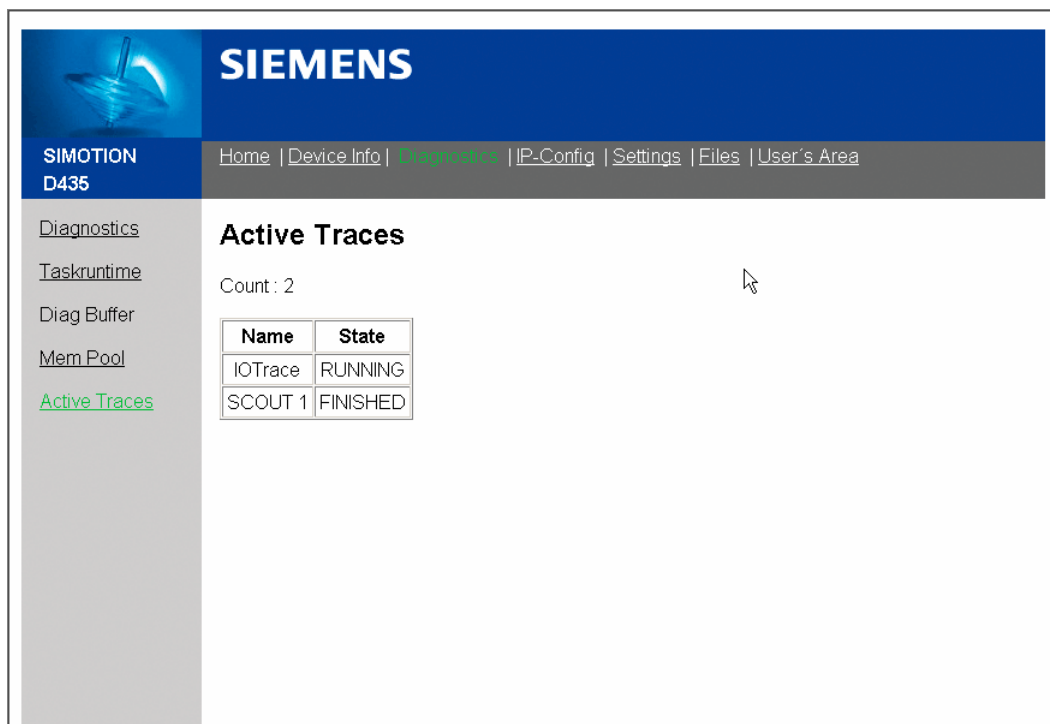 SIEMENS
SIMOTION
D435
Home | Device Info | Diagnostics | IP-Config | Settings | Files | User´s Area
Diagnostics
Taskruntime
Diag Buffer
Mem Pool
Active Traces
Active Traces
Count : 2
Name State
IOTrace RUNNING
SCOUT 1 FINISHED